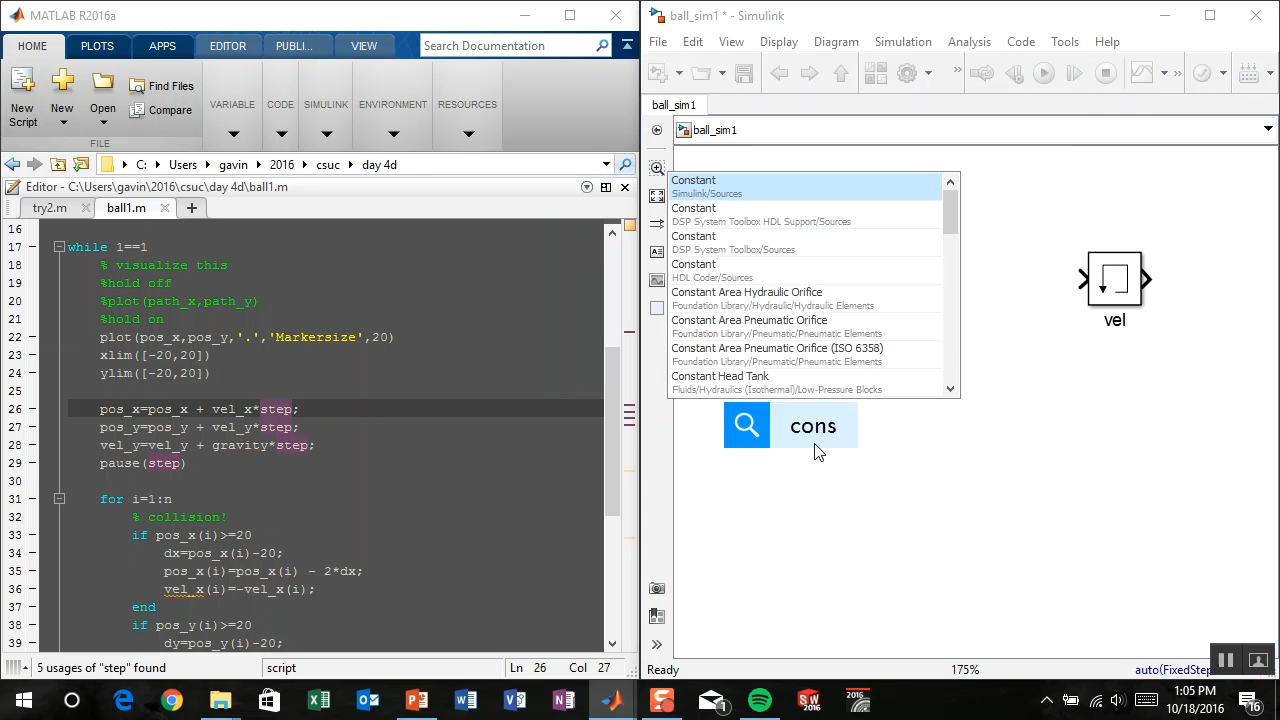 MATLAB R2016a
HOME PLOTS APPS EDITOR PUBLI... VIEW Search Documentation
New Script
New
Open
Find Files
Compare
FILE
VARIABLE CODE SIMULINK ENVIRONMENT RESOURCES
C: Users gavin 2016 csuc day 4d
Editor - C:\Users\gavin\2016\csuc\day 4d\ball1.m
try2.m ball1.m
16
17 while 1==1
18 % visualize this
19 %hold off
20 %plot(path_x,path_y)
21 %hold on
22 plot(pos_x,pos_y,'.','Markersize',20)
23 xlim([-20,20])
24 ylim([-20,20])
25
26 pos_x=pos_x + vel_x*step;
27 pos_y=pos_y + vel_y*step;
28 vel_y=vel_y + gravity*step;
29 pause(step)
30
31 for i=1:n
32 % collision!
33 if pos_x(i)>=20
34 dx=pos_x(i)-20;
35 pos_x(i)=pos_x(i) - 2*dx;
36 vel_x(i)=-vel_x(i);
37 end
38 if pos_y(i)>=20
39 dy=pos_y(i)-20;
5 usages of "step" found script Ln 26 Col 27
ball_sim1 * - Simulink
File Edit View Display Diagram Simulation Analysis Code Tools Help
ball_sim1
ball_sim1
Constant
Simulink/Sources
Constant
DSP System Toolbox HDL Support/Sources
Constant
DSP System Toolbox/Sources
Constant
HDL Coder/Sources
Constant Area Hydraulic Orifice
Foundation Library/Hydraulic/Hydraulic Elements
Constant Area Pneumatic Orifice
Foundation Library/Pneumatic/Pneumatic Elements
Constant Area Pneumatic Orifice (ISO 6358)
Foundation Library/Pneumatic/Pneumatic Elements
Constant Head Tank
Fluids/Hydraulics (Isothermal)/Low-Pressure Blocks
cons
vel
Ready 175% auto(FixedStep
1:05 PM
10/18/2016
16